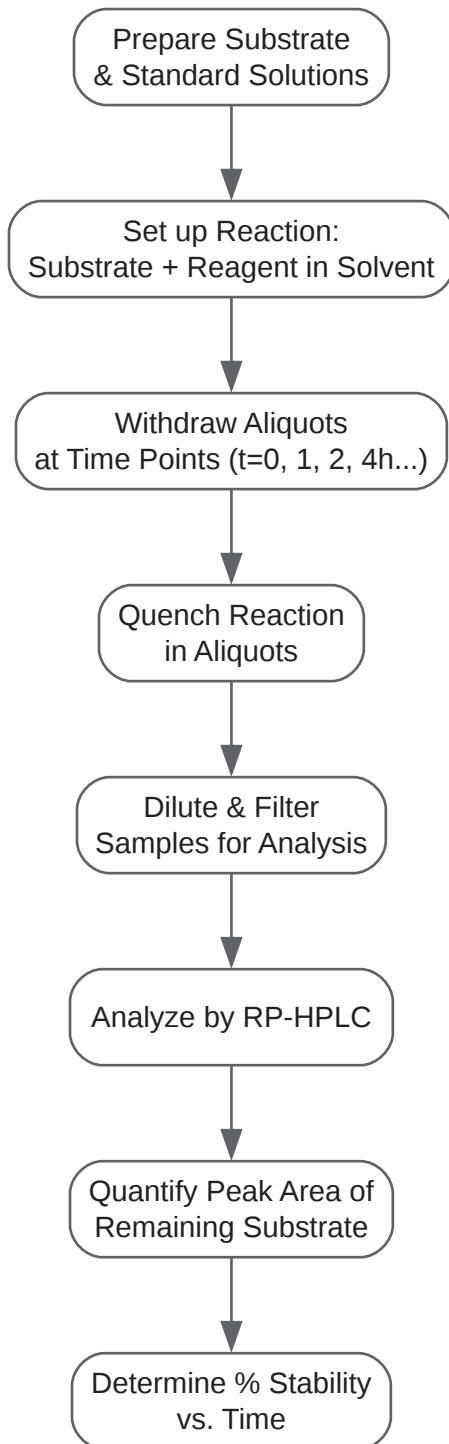 Prepare Substrate
& Standard Solutions
Set up Reaction:
Substrate + Reagent in Solvent
Withdraw Aliquots
at Time Points (t=0, 1, 2, 4h...)
Quench Reaction
in Aliquots
Dilute & Filter
Samples for Analysis
Analyze by RP-HPLC
Quantify Peak Area of
Remaining Substrate
Determine % Stability
vs. Time